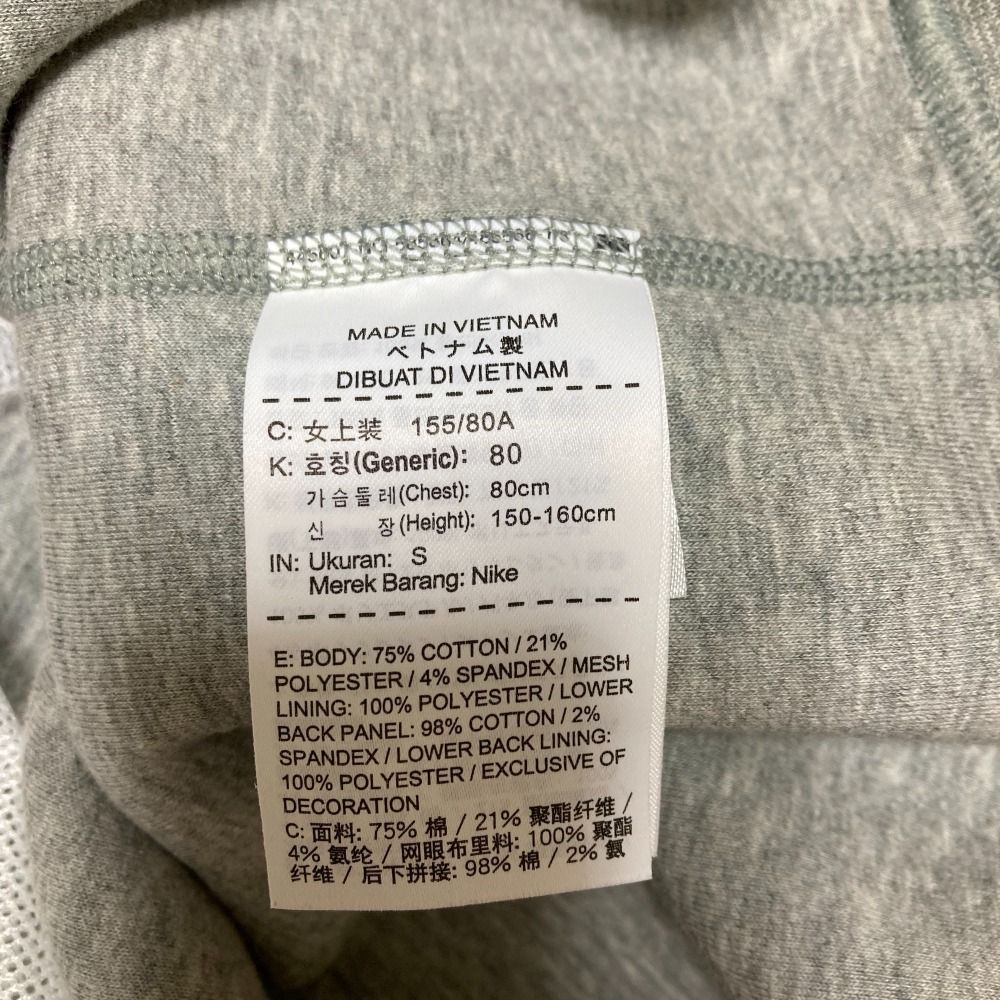 MADE IN VIETNAM
ベトナム製
DIBUAT DI VIETNAM
C: 女上装 155/80A
K: 호칭(Generic): 80
가슴둘레(Chest): 80cm
신 장(Height): 150-160cm
IN: Ukuran: S
Merek Barang: Nike
E: BODY: 75% COTTON / 21%
POLYESTER / 4% SPANDEX / MESH
LINING: 100% POLYESTER / LOWER
BACK PANEL: 98% COTTON / 2%
SPANDEX / LOWER BACK LINING:
100% POLYESTER / EXCLUSIVE OF
DECORATION
C: 面料: 75% 棉 / 21% 聚酯纤维 /
4% 氨纶 / 网眼布里料: 100% 聚酯
纤维 / 后下拼接: 98% 棉 / 2% 氨